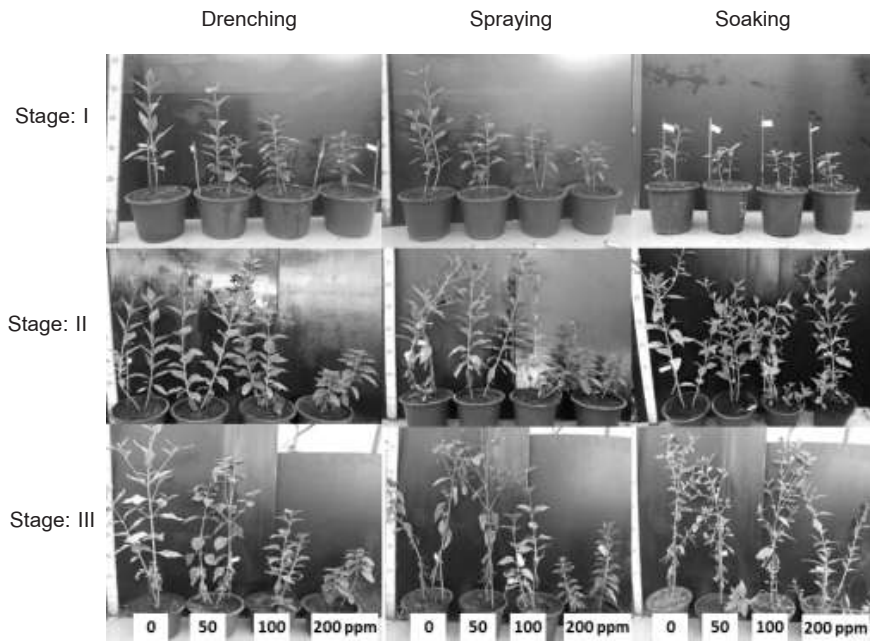 Drenching Spraying Soaking
Stage: I
Stage: II
Stage: III
0 50 100 200 ppm 0 50 100 200 ppm 0 50 100 200 ppm